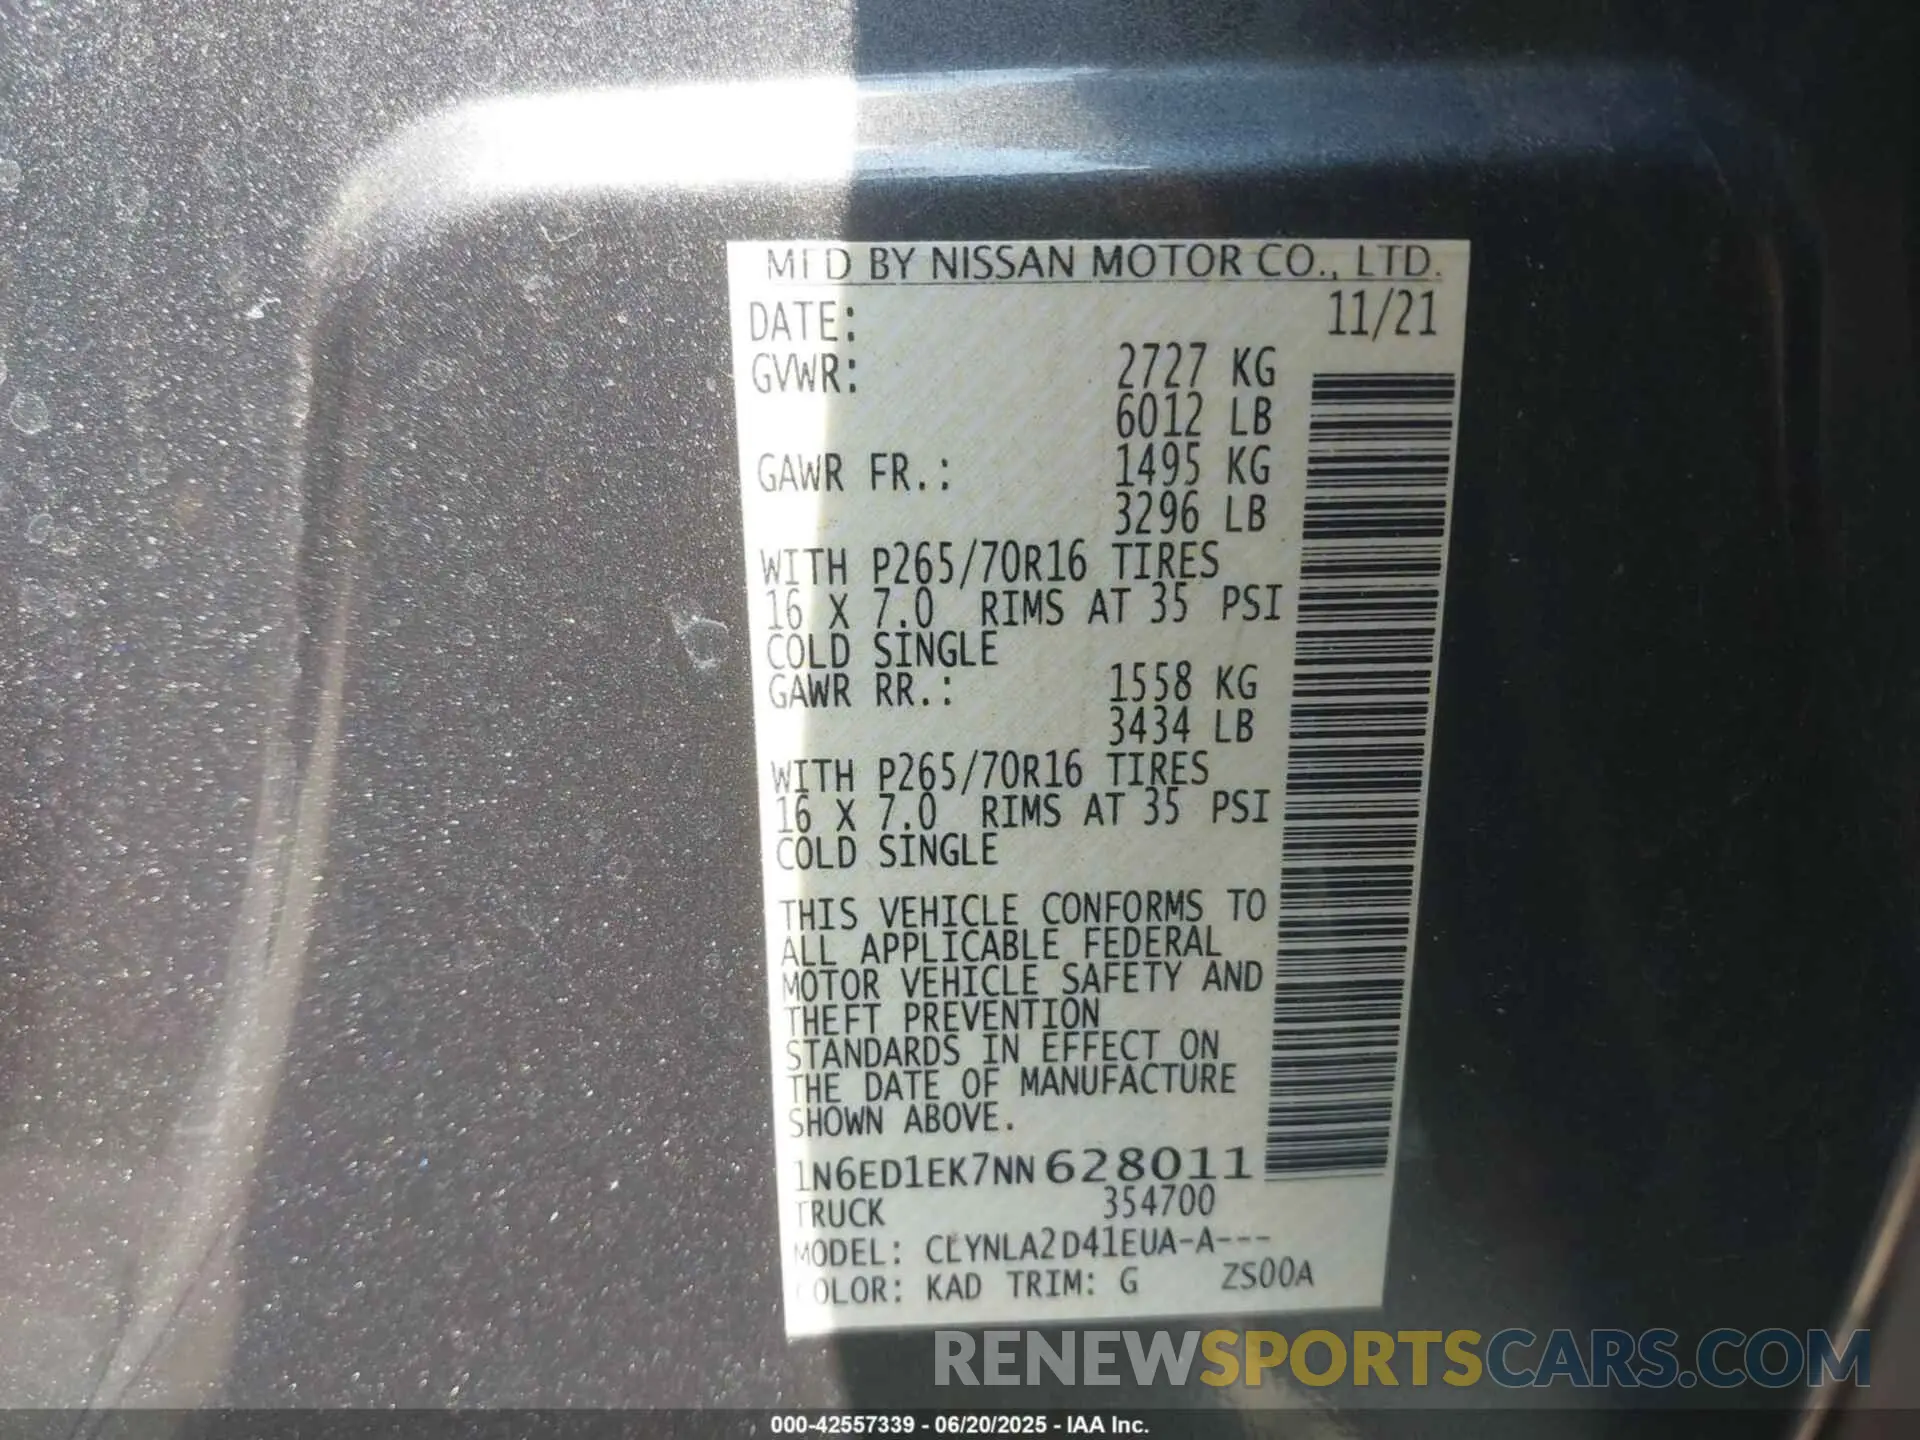 MFD BY NISSAN MOTOR CO., LTD.
DATE: 11/21
GVWR: 2727 KG
6012 LB
GAWR FR.: 1495 KG
3296 LB
WITH P265/70R16 TIRES
16 X 7.0 RIMS AT 35 PSI
COLD SINGLE
GAWR RR.: 1558 KG
3434 LB
WITH P265/70R16 TIRES
16 X 7.0 RIMS AT 35 PSI
COLD SINGLE
THIS VEHICLE CONFORMS TO
ALL APPLICABLE FEDERAL
MOTOR VEHICLE SAFETY AND
THEFT PREVENTION
STANDARDS IN EFFECT ON
THE DATE OF MANUFACTURE
SHOWN ABOVE.
1N6ED1EK7NN628011
TRUCK 354700
MODEL: CLYNLA2D41EUA-A---
COLOR: KAD TRIM: G ZS00A
RENEWSPORTSCARS.COM
000-42557339 - 06/20/2025 - IAA Inc.